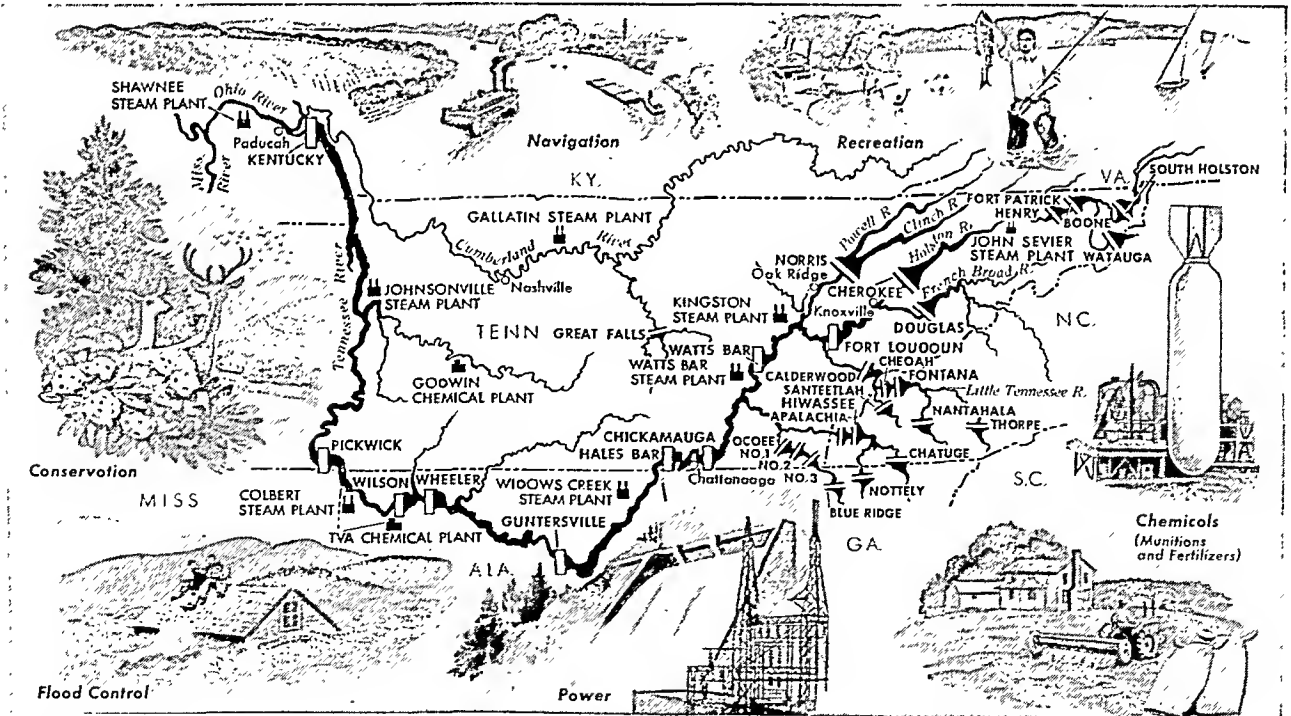 SHAWNEE
STEAM PLANT
Ohio River
Paducah
KENTUCKY
Miss.
River
Navigation
Recreation
KY.
VA.
SOUTH HOLSTON
GALLATIN STEAM PLANT
Cumberland River
Nashville
Powell R.
Clinch R.
Holston R.
FORT PATRICK
HENRY
BOONE
JOHN SEVIER
STEAM PLANT
WATAUGA
NORRIS
Oak Ridge
CHEROKEE
French Broad R.
Tennessee River
JOHNSONVILLE
STEAM PLANT
KINGSTON
STEAM PLANT
Knoxville
DOUGLAS
N.C.
TENN
GREAT FALLS
FORT LOUDOUN
WATTS BAR
WATTS BAR
STEAM PLANT
CHEOAH
FONTANA
CALDERWOOD
SANTEETLAH
HIWASSEE
APALACHIA
Little Tennessee R.
GODWIN
CHEMICAL PLANT
NANTAHALA
THORPE
PICKWICK
CHICKAMAUGA
HALES BAR
OCOEE
NO.1
NO.2
NO.3
CHATUGE
Chattanooga
Conservation
MISS
WILSON
WHEELER
COLBERT
STEAM PLANT
WIDOWS CREEK
STEAM PLANT
NOTTELY
BLUE RIDGE
S.C.
TVA CHEMICAL PLANT
GUNTERSVILLE
GA.
ALA.
Chemicals
(Munitions
and Fertilizers)
Flood Control
Power